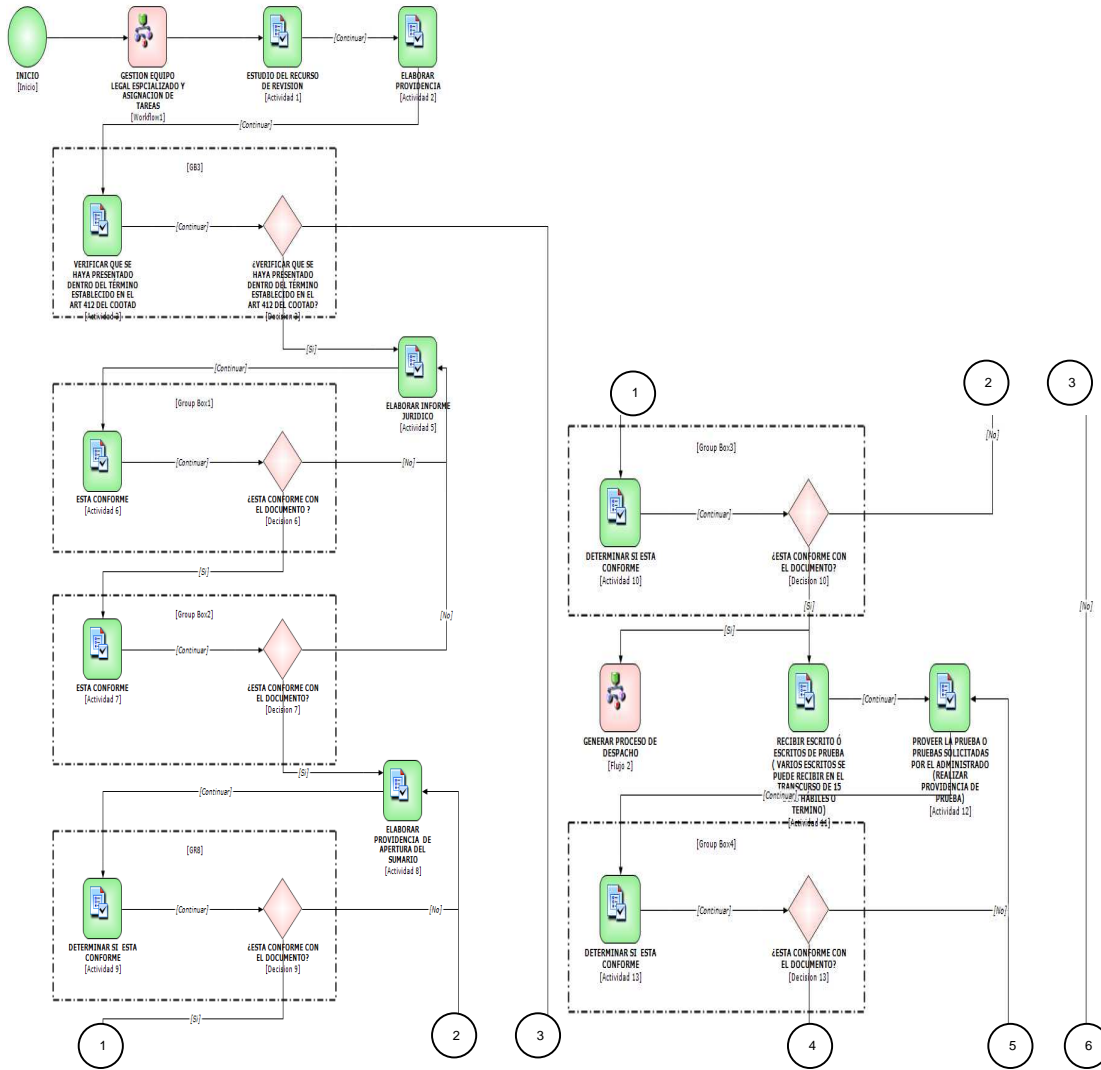 INICIO
[Inicio]
GESTION EQUIPO
LEGAL ESPCIALIZADO Y
ASIGNACION DE
TAREAS
[Workflow1]
ESTUDIO DEL RECURSO
DE REVISION
[Actividad 1]
[Continuar]
ELABORAR
PROVIDENCIA
[Actividad 2]
[Continuar]
[GB3]
[Continuar]
VERIFICAR QUE SE
HAYA PRESENTADO
DENTRO DEL TÉRMINO
ESTABLECIDO EN EL
ART 412 DEL COOTAD
[Actividad 3]
¿VERIFICAR QUE SE
HAYA PRESENTADO
DENTRO DEL TÉRMINO
ESTABLECIDO EN EL
ART 412 DEL COOTAD?
[Decision 3]
[Si]
[Continuar]
ELABORAR INFORME
JURIDICO
[Actividad 5]
[Group Box1]
[Continuar]
[No]
ESTA CONFORME
[Actividad 6]
¿ESTA CONFORME CON
EL DOCUMENTO ?
[Decision 6]
[Si]
[Group Box2]
[No]
[Continuar]
ESTA CONFORME
[Actividad 7]
¿ESTA CONFORME CON
EL DOCUMENTO?
[Decision 7]
[Si]
[Continuar]
ELABORAR
PROVIDENCIA DE
APERTURA DEL
SUMARIO
[Actividad 8]
[GR8]
[Continuar]
[No]
DETERMINAR SI ESTA
CONFORME
[Actividad 9]
¿ESTA CONFORME CON
EL DOCUMENTO?
[Decision 9]
[Si]
1
2
3
1
2
3
[No]
[Group Box3]
[Continuar]
DETERMINAR SI ESTA
CONFORME
[Actividad 10]
¿ESTA CONFORME CON
EL DOCUMENTO?
[Decision 10]
[Si]
[No]
[Si]
GENERAR PROCESO DE
DESPACHO
[Flujo 2]
[Continuar]
RECIBIR ESCRITO Ó
ESCRITOS DE PRUEBA
( VARIOS ESCRITOS SE
PUEDE RECIBIR EN EL
TRANSCURSO DE 15
HABILES O
TERMINO)
[Actividad 11]
PROVEER LA PRUEBA O
PRUEBAS SOLICITADAS
POR EL ADMINISTRADO
(REALIZAR
PROVIDENCIA DE
PRUEBA)
[Actividad 12]
[Continuar]
[Group Box4]
[Continuar]
[No]
DETERMINAR SI ESTA
CONFORME
[Actividad 13]
¿ESTA CONFORME CON
EL DOCUMENTO?
[Decision 13]
4
5
6